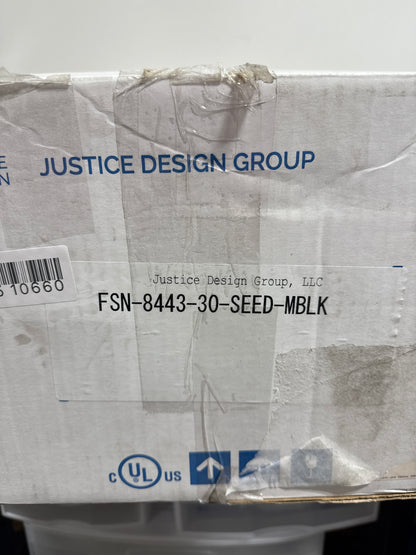 JUSTICE DESIGN GROUP
10660
Justice Design Group, LLC
FSN-8443-30-SEED-MBLK
C UL US